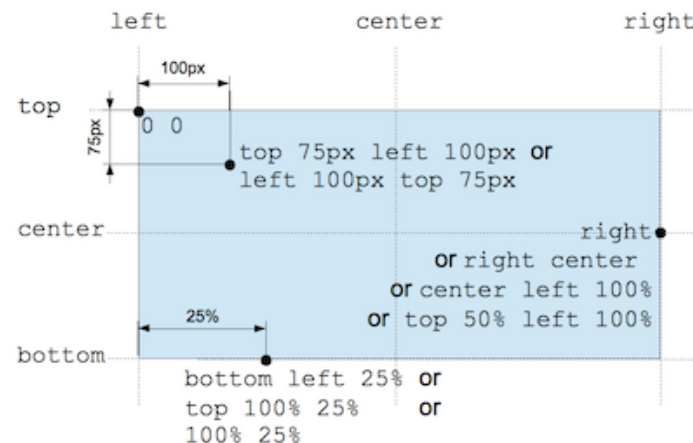 left center right
100px
top
75px
0 0
top 75px left 100px or
left 100px top 75px
center
right
or right center
or center left 100%
or top 50% left 100%
25%
bottom
bottom left 25% or
top 100% 25% or
100% 25%